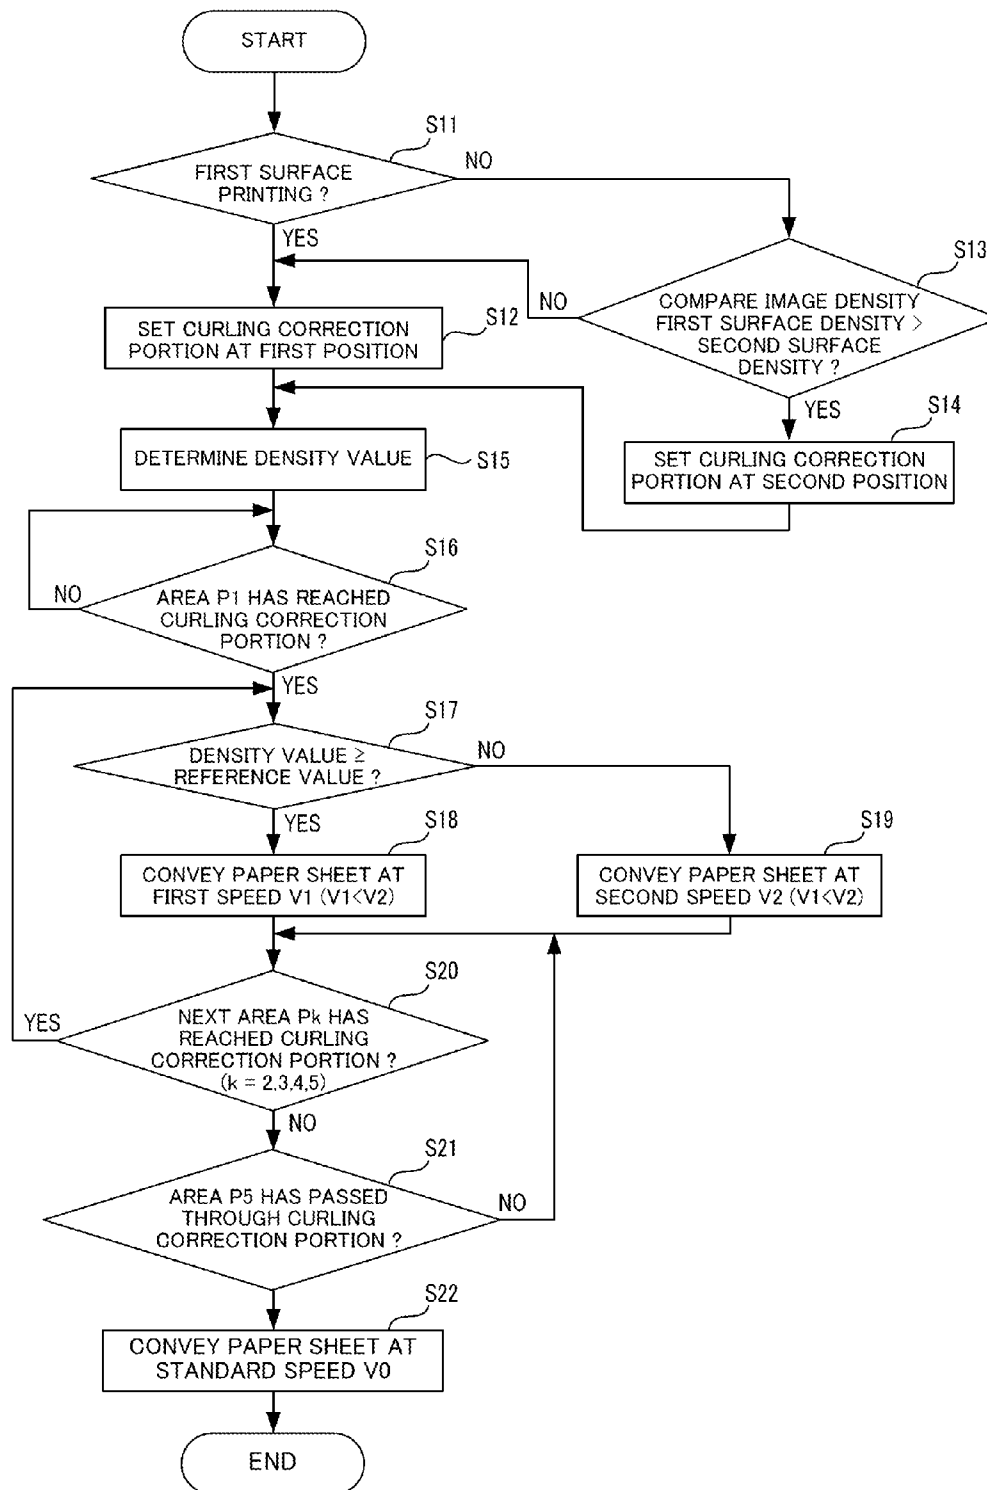 START
S11
FIRST SURFACE
PRINTING ?
NO
YES
S13
COMPARE IMAGE DENSITY
FIRST SURFACE DENSITY >
SECOND SURFACE
DENSITY ?
NO
YES
S12
SET CURLING CORRECTION
PORTION AT FIRST POSITION
S14
SET CURLING CORRECTION
PORTION AT SECOND POSITION
DETERMINE DENSITY VALUE
S15
S16
AREA P1 HAS REACHED
CURLING CORRECTION
PORTION ?
NO
YES
S17
DENSITY VALUE ≧
REFERENCE VALUE ?
NO
YES
S18
CONVEY PAPER SHEET AT
FIRST SPEED V1 (V1<V2)
S19
CONVEY PAPER SHEET AT
SECOND SPEED V2 (V1<V2)
S20
NEXT AREA Pk HAS
REACHED CURLING
CORRECTION PORTION ?
(k = 2,3,4,5)
YES
NO
S21
AREA P5 HAS PASSED
THROUGH CURLING
CORRECTION PORTION ?
NO
S22
CONVEY PAPER SHEET AT
STANDARD SPEED V0
END